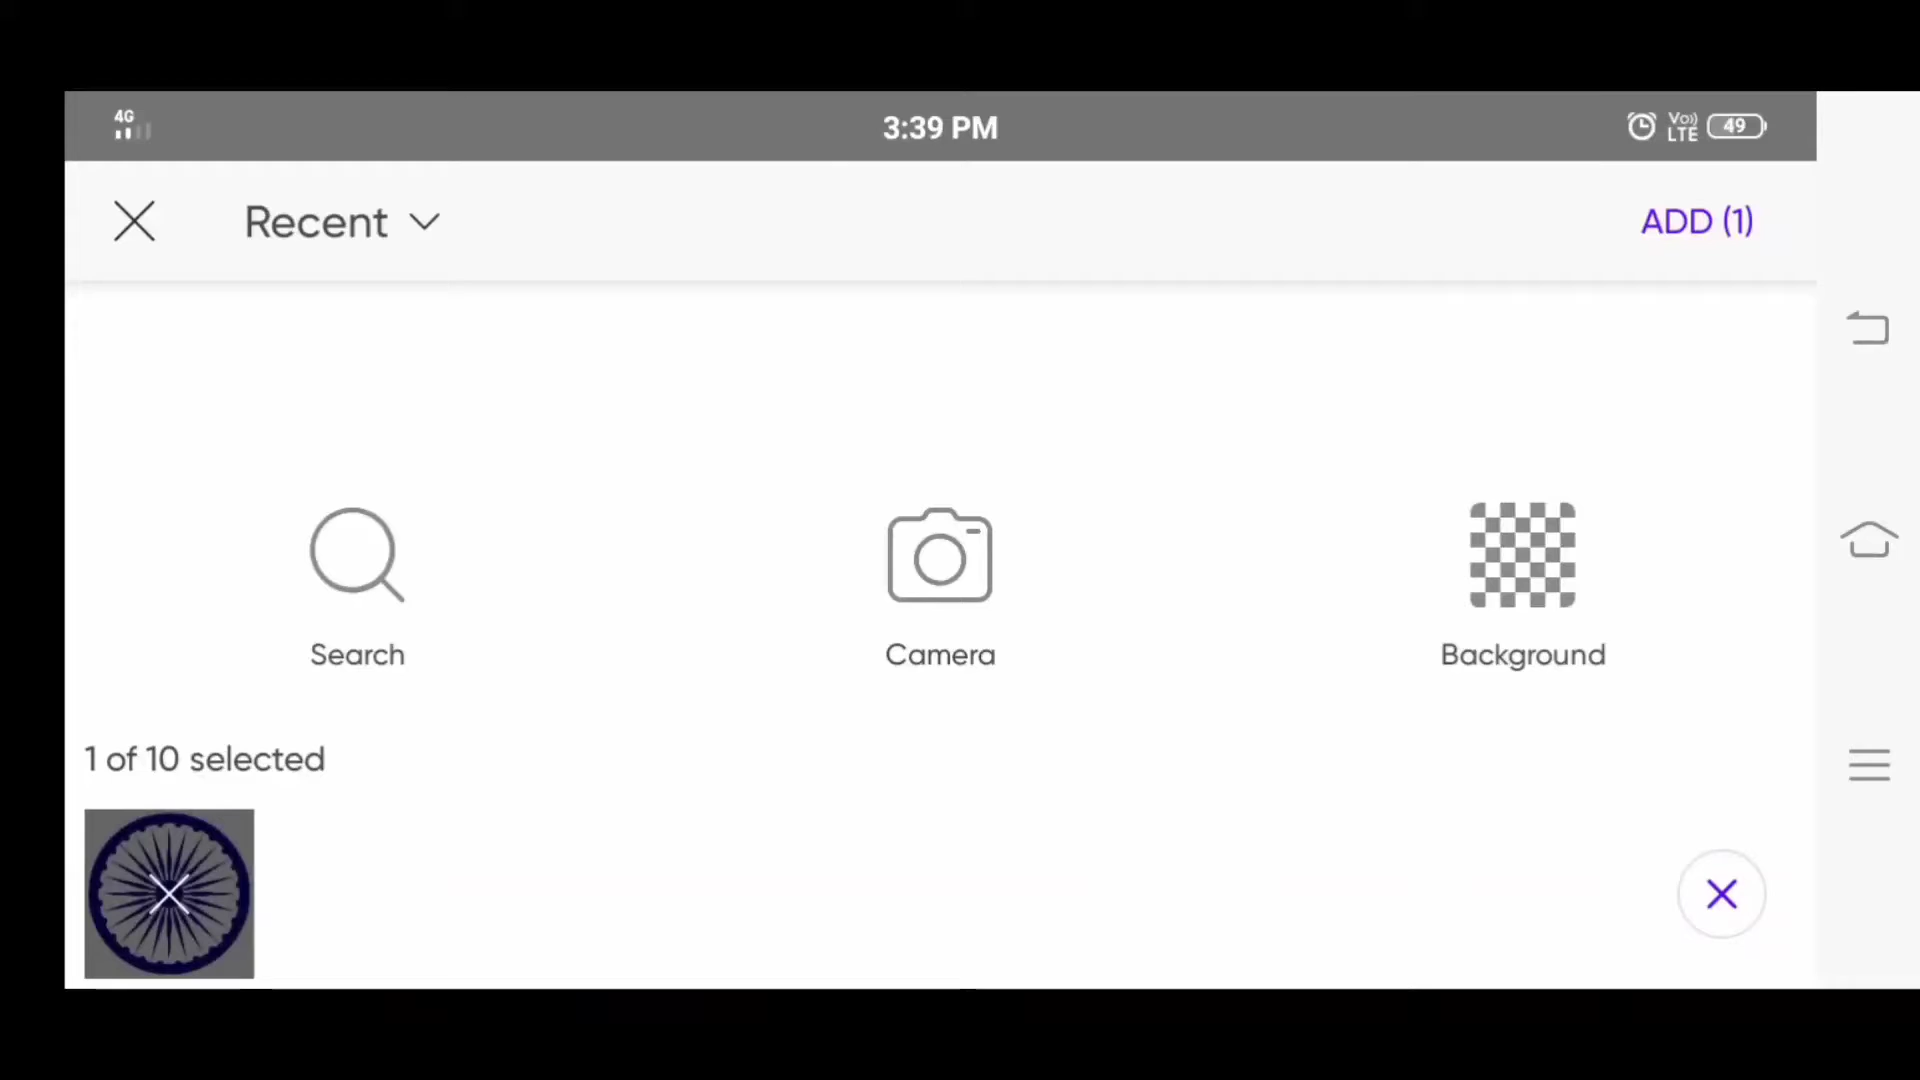 4G
3:39 PM
Vo))
LTE
49
Recent
ADD (1)
Search
Camera
Background
1 of 10 selected